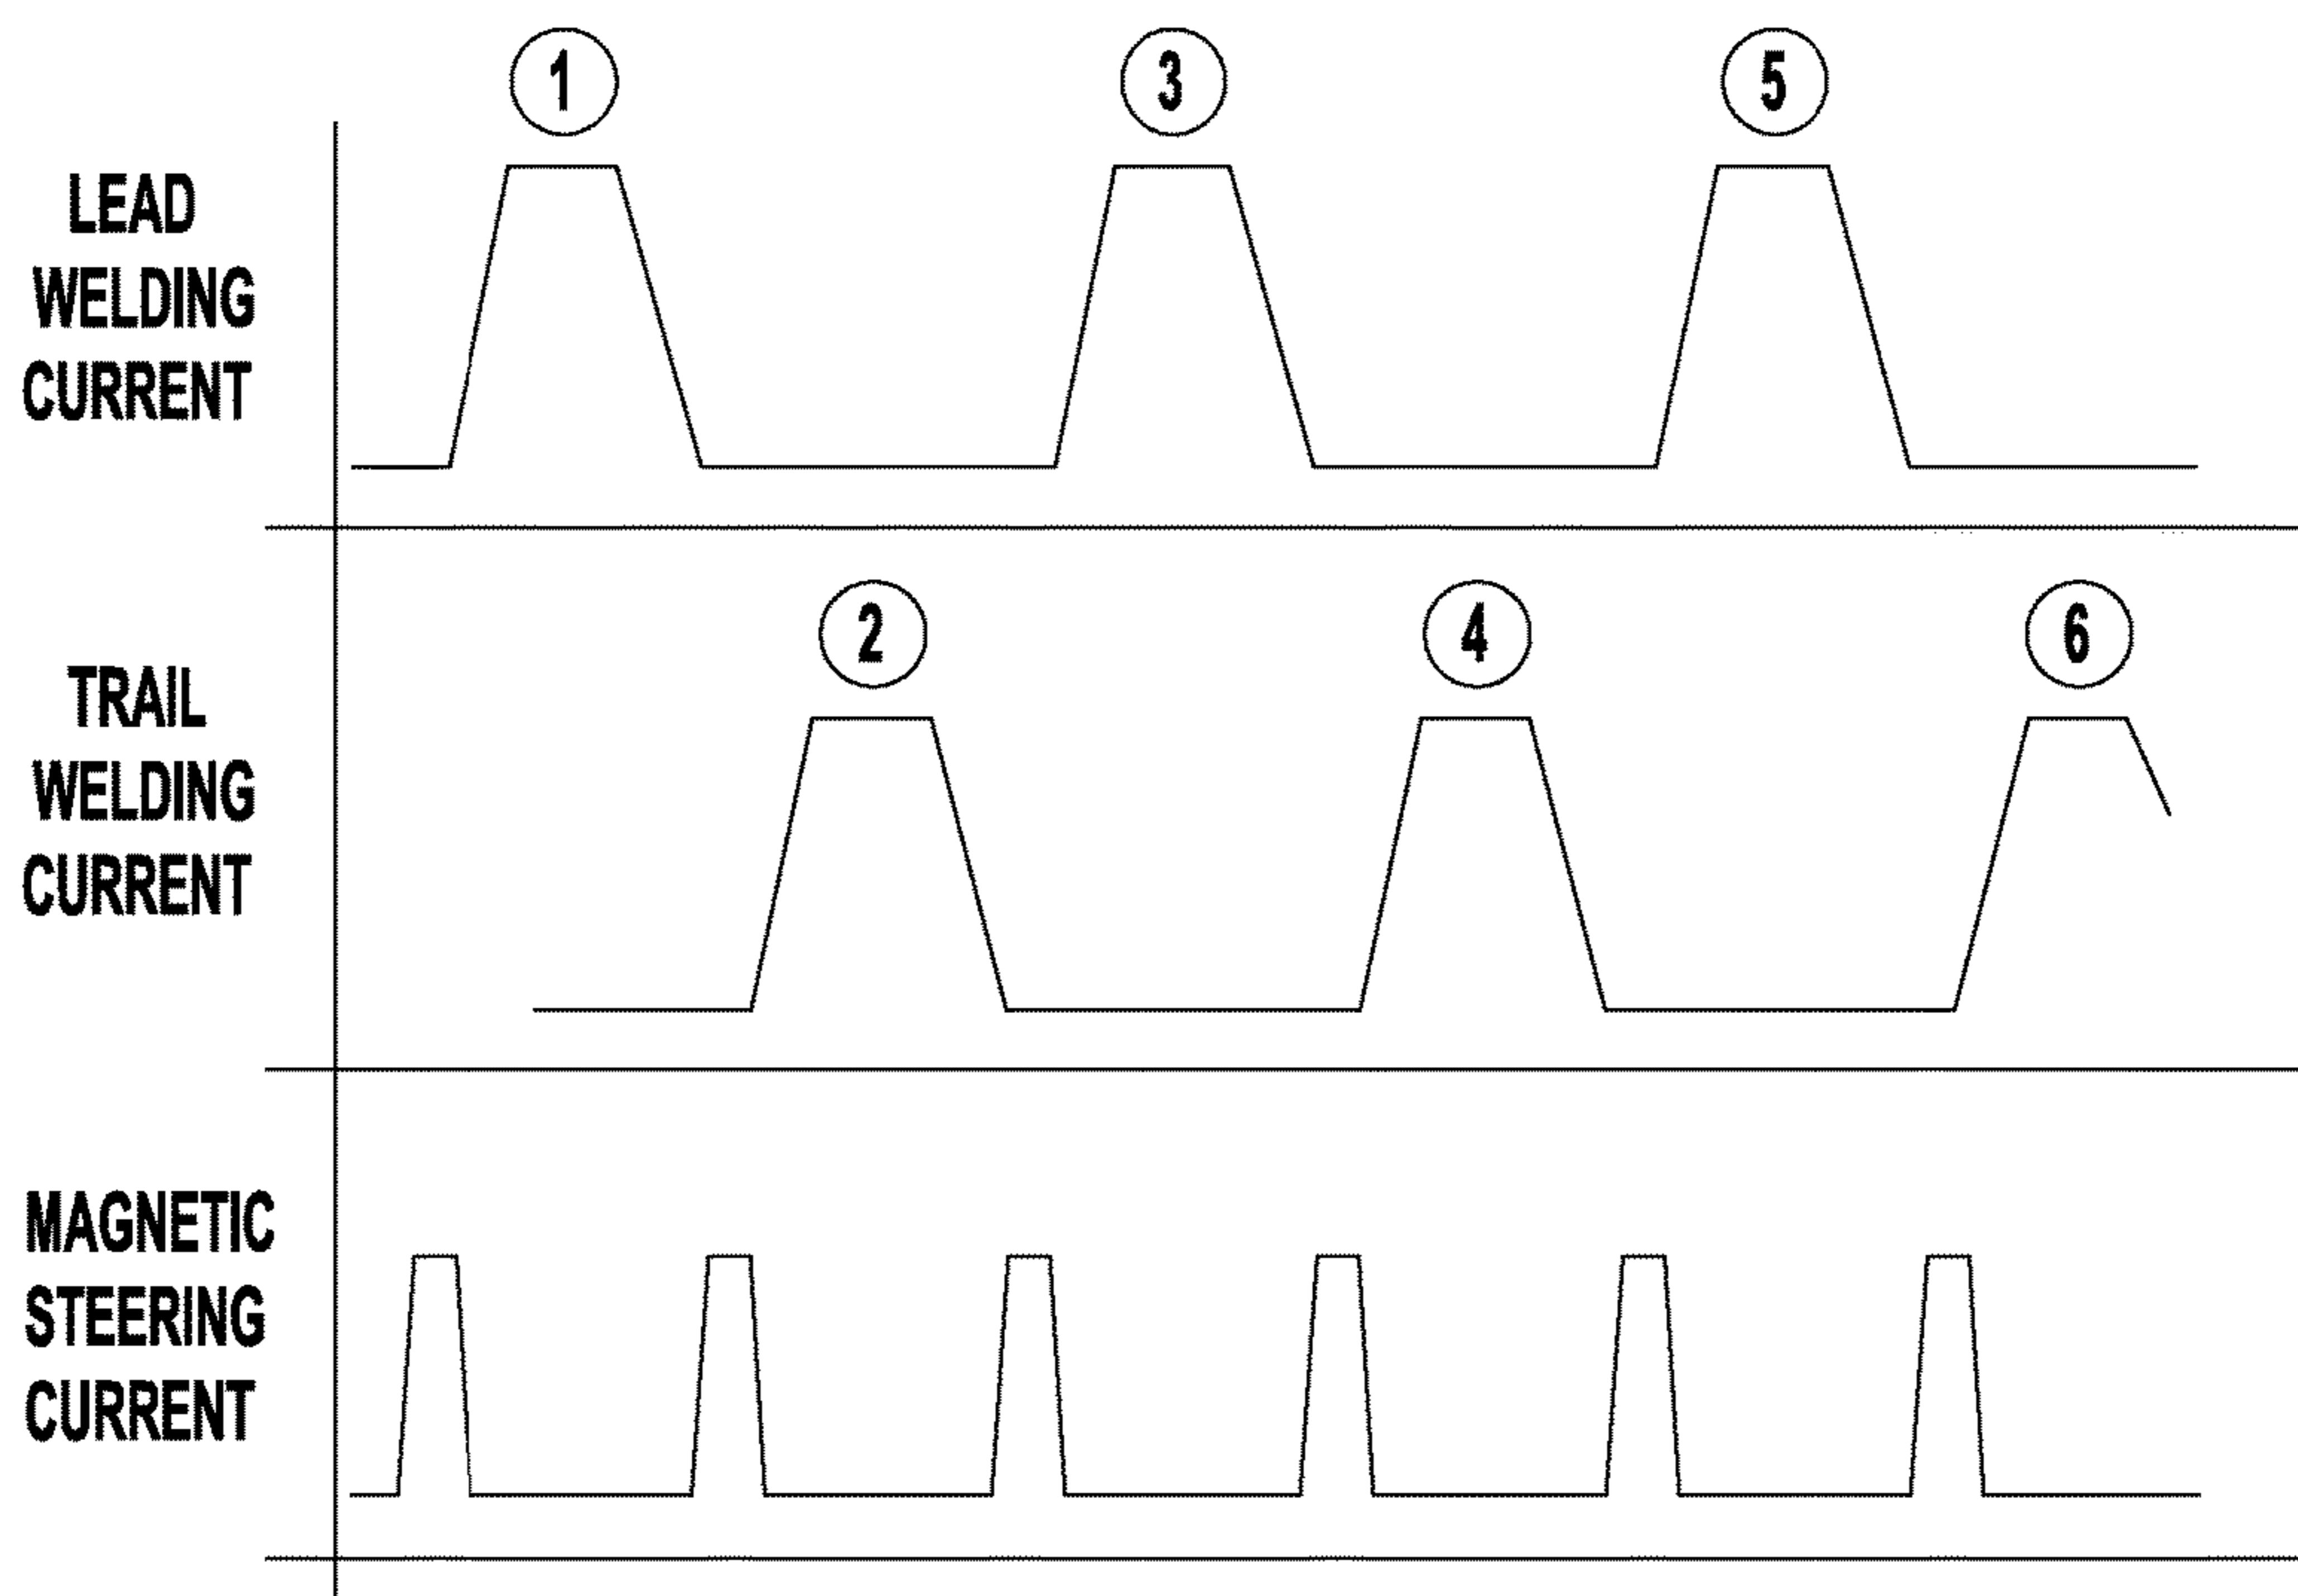 1 3 5
LEAD
WELDING
CURRENT
2 4 6
TRAIL
WELDING
CURRENT
MAGNETIC
STEERING
CURRENT